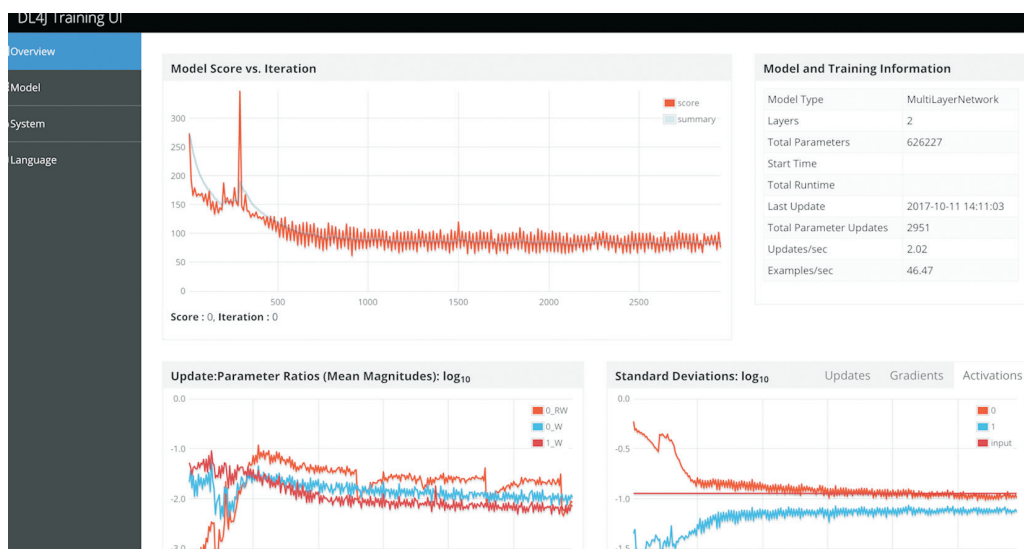 DL4J Training UI
Overview
Model
System
Language
Model Score vs. Iteration
score
summary
300
250
200
150
100
50
0
500 1000 1500 2000 2500
Score : 0, Iteration : 0
Model and Training Information
Model Type MultiLayerNetwork
Layers 2
Total Parameters 626227
Start Time
Total Runtime
Last Update 2017-10-11 14:11:03
Total Parameter Updates 2951
Updates/sec 2.02
Examples/sec 46.47
Update:Parameter Ratios (Mean Magnitudes): log₁₀
0.0
-1.0
-2.0
-3.0
0_RW
0_W
1_W
Standard Deviations: log₁₀ Updates Gradients Activations
0.0
-0.5
-1.0
-1.5
0
1
input